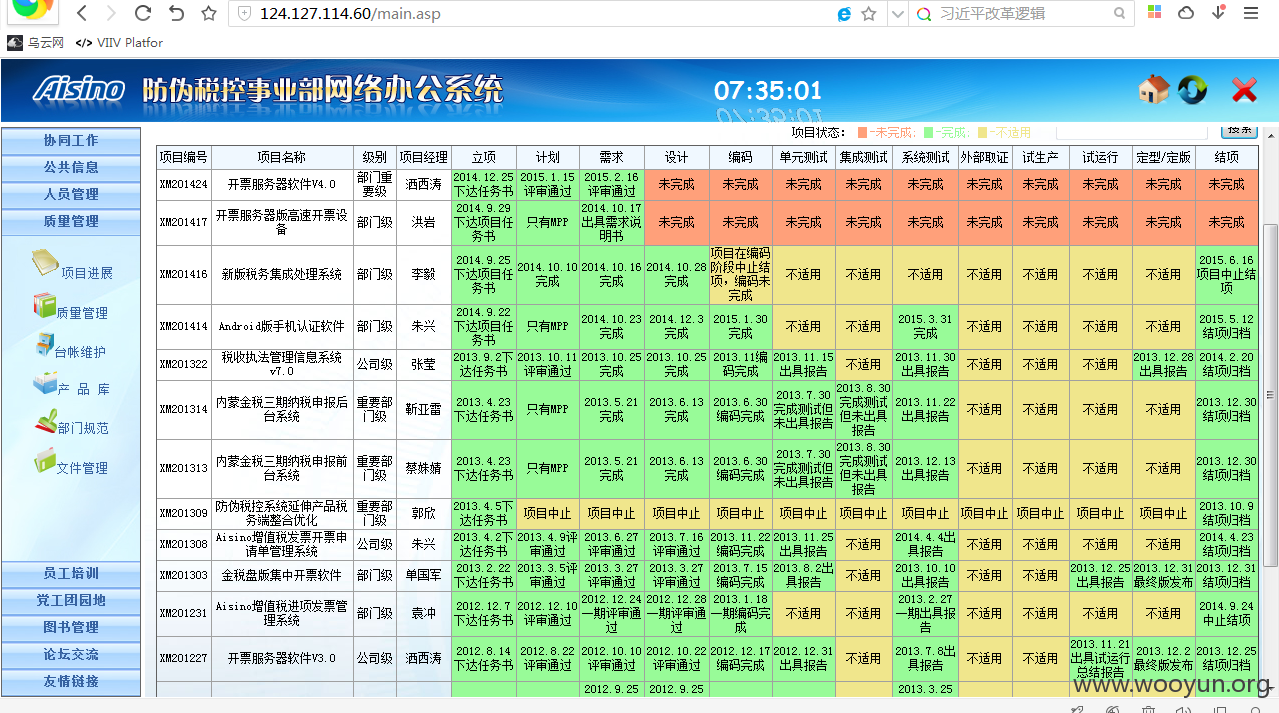 124.127.114.60/main.asp
习近平改革逻辑
乌云网 </> VIIV Platfor
Aisino 防伪税控事业部网络办公系统
07:35:01
协同工作
公共信息
人员管理
质量管理
项目进展
质量管理
台帐维护
产 品 库
部门规范
文件管理
员工培训
党工团园地
图书管理
论坛交流
友情链接
项目状态： -未完成; -完成; -不适用 搜索
项目编号 项目名称 级别 项目经理 立项 计划 需求 设计 编码 单元测试 集成测试 系统测试 外部取证 试生产 试运行 定型/定版 结项
XM201424 开票服务器软件V4.0 部门重要级 洒西涛 2014.12.25下达任务书 2015.1.15评审通过 2015.2.16评审通过 未完成 未完成 未完成 未完成 未完成 未完成 未完成 未完成 未完成 未完成
XM201417 开票服务器版高速开票设备 部门级 洪岩 2014.9.29下达项目任务书 只有MPP 2014.10.17出具需求说明书 未完成 未完成 未完成 未完成 未完成 未完成 未完成 未完成 未完成 未完成
XM201416 新版税务集成处理系统 部门级 李毅 2014.9.25下达项目任务书 2014.10.10完成 2014.10.16完成 2014.10.28完成 项目在编码阶段中止结项，编码未完成 不适用 不适用 不适用 不适用 不适用 不适用 不适用 2015.6.16项目中止结项
XM201414 Android版手机认证软件 部门级 朱兴 2014.9.22下达项目任务书 只有MPP 2014.10.23完成 2014.12.3完成 2015.1.30完成 不适用 不适用 2015.3.31完成 不适用 不适用 不适用 不适用 2015.5.12结项归档
XM201322 税收执法管理信息系统v7.0 公司级 张莹 2013.9.2下达任务书 2013.10.11评审通过 2013.10.25完成 2013.10.25完成 2013.11编码完成 2013.11.15出具报告 不适用 2013.11.30出具报告 不适用 不适用 不适用 2013.12.28出具报告 2014.2.20结项归档
XM201314 内蒙金税三期纳税申报后台系统 重要部门级 靳亚雷 2013.4.23下达任务书 只有MPP 2013.5.21完成 2013.6.13完成 2013.6.30编码完成 2013.7.30完成测试但未出具报告 2013.8.30完成测试但未出具报告 2013.11.22出具报告 不适用 不适用 不适用 不适用 2013.12.30结项归档
XM201313 内蒙金税三期纳税申报前台系统 重要部门级 蔡姝婧 2013.4.23下达任务书 只有MPP 2013.5.21完成 2013.6.13完成 2013.6.30编码完成 2013.7.30完成测试但未出具报告 2013.8.30完成测试但未出具报告 2013.12.13出具报告 不适用 不适用 不适用 不适用 2013.12.30结项归档
XM201309 防伪税控系统延伸产品税务端整合优化 重要部门级 郭欣 2013.4.5下达任务书 项目中止 项目中止 项目中止 项目中止 项目中止 项目中止 项目中止 项目中止 项目中止 项目中止 项目中止 2013.10.9结项归档
XM201308 Aisino增值税发票开票申请单管理系统 公司级 朱兴 2013.4.2下达任务书 2013.4.9评审通过 2013.6.27评审通过 2013.7.16评审通过 2013.11.22编码完成 2013.11.25出具报告 不适用 2014.4.4出具报告 不适用 不适用 不适用 不适用 2014.4.23结项归档
XM201303 金税盘版集中开票软件 部门级 单国军 2013.2.22下达任务书 2013.3.5评审通过 2013.3.27评审通过 2013.3.27评审通过 2013.7.15编码完成 2013.8.2出具报告 不适用 2013.10.10出具报告 不适用 不适用 2013.12.25出具报告 2013.12.31最终版发布 2013.12.31结项归档
XM201231 Aisino增值税进项发票管理系统 部门级 袁冲 2012.12.7下达任务书 2012.12.10评审通过 2012.12.24一期评审通过 2012.12.28一期评审通过 2013.1.18一期编码完成 不适用 不适用 2013.2.27一期出具报告 不适用 不适用 不适用 不适用 2014.9.24中止结项
XM201227 开票服务器软件V3.0 公司级 洒西涛 2012.8.14下达任务书 2012.8.22评审通过 2012.10.10评审通过 2012.10.22评审通过 2012.12.17编码完成 2012.12.31出具报告 不适用 2013.7.8出具报告 不适用 不适用 2013.11.21出具试运行总结报告 2013.12.2最终版发布 2013.12.25结项归档
2012.9.25 2012.9.25 2013.3.25
www.wooyun.org